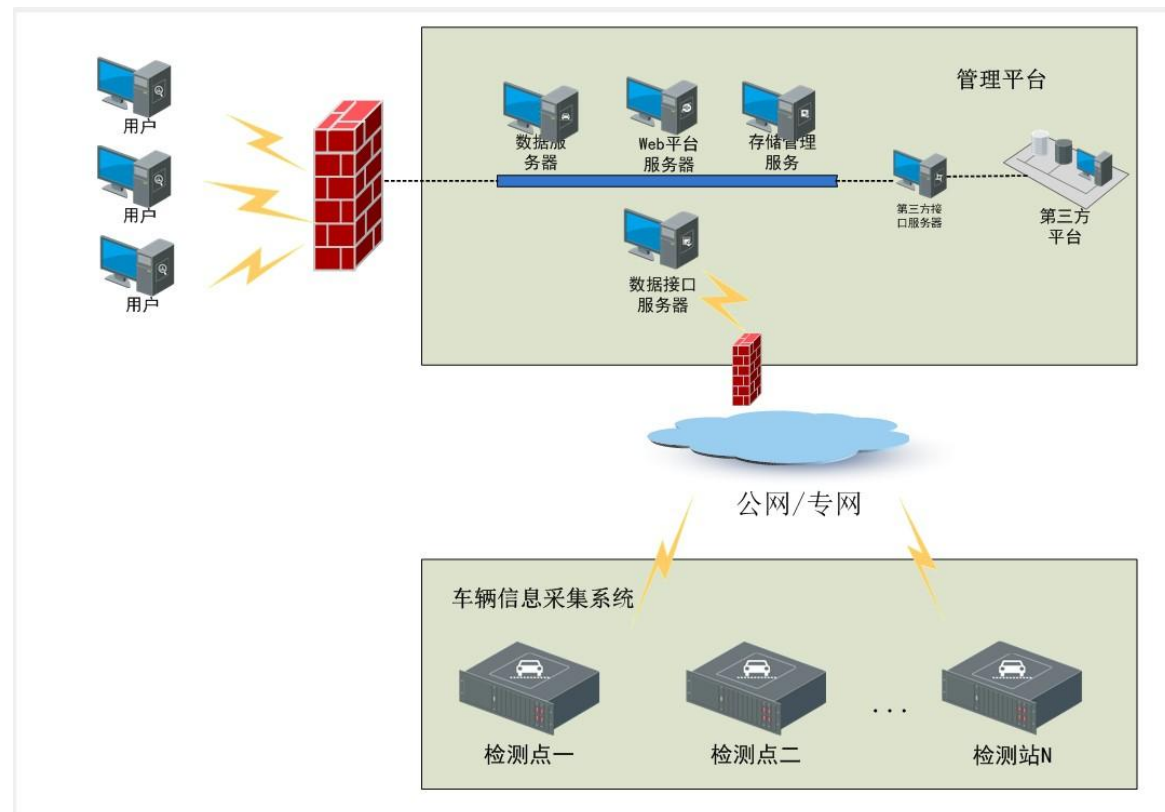 用户
用户
用户
管理平台
数据服
务器
Web平台
服务器
存储管理
服务
第三方接
口服务器
第三方
平台
数据接口
服务器
公网/专网
车辆信息采集系统
检测点一
检测点二
...
检测站N